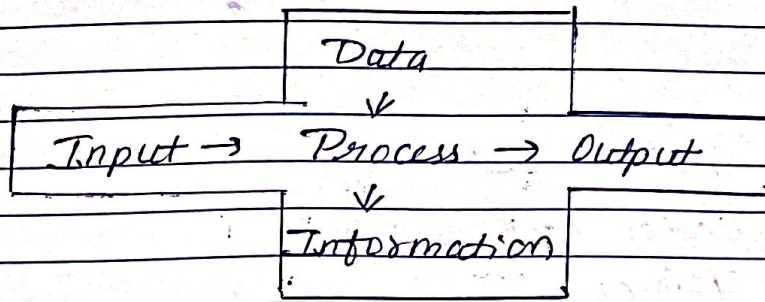 Data
↓
Input → Process → Output
↓
Information